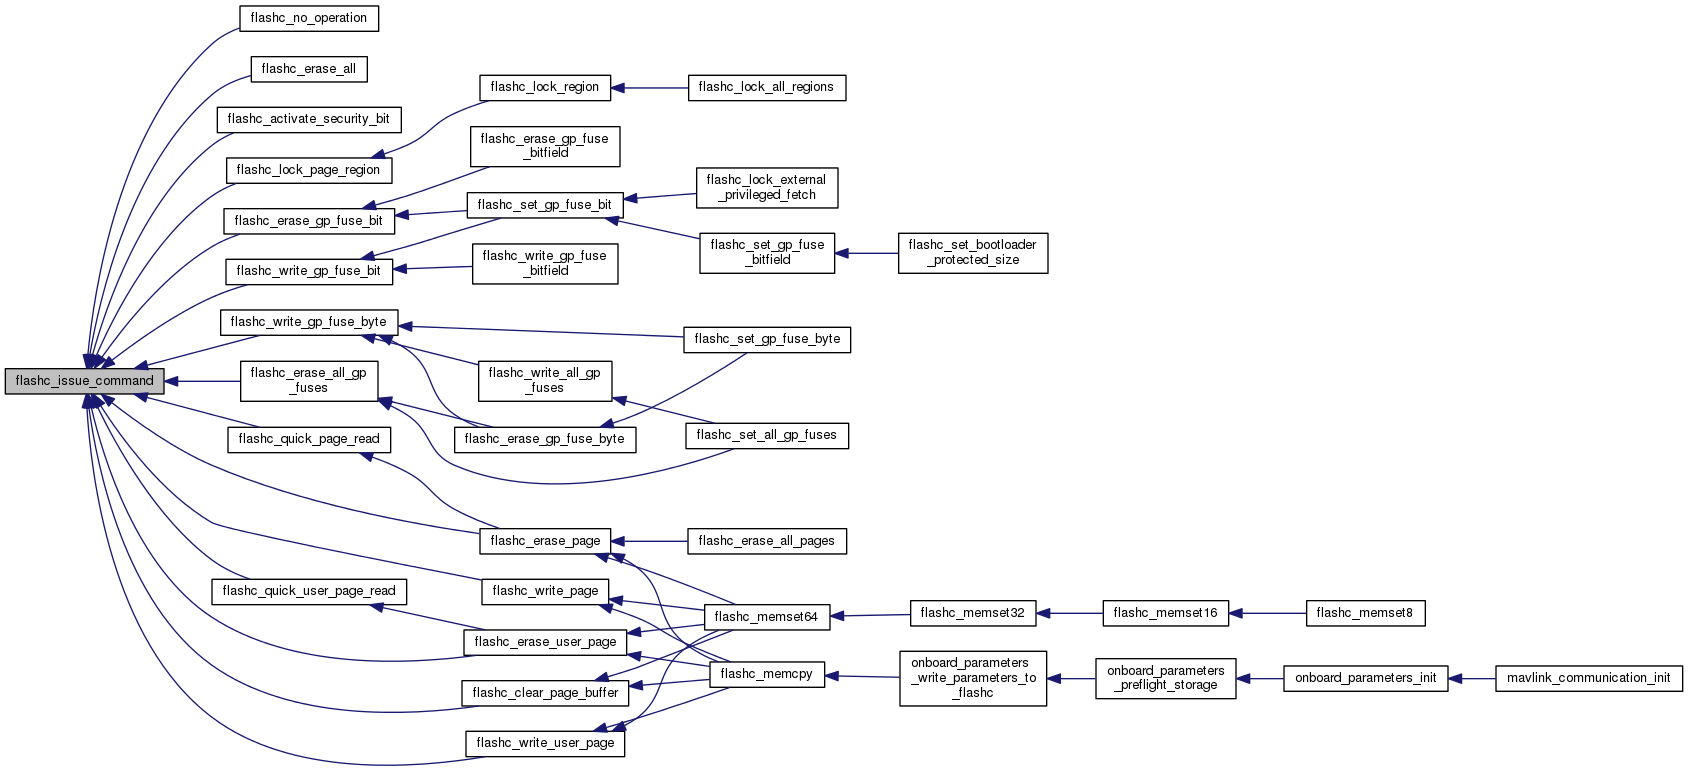 flashc_no_operation
flashc_erase_all
flashc_lock_region
flashc_lock_all_regions
flashc_activate_security_bit
flashc_erase_gp_fuse
_bitfield
flashc_lock_page_region
flashc_lock_external
_privileged_fetch
flashc_erase_gp_fuse_bit
flashc_set_gp_fuse_bit
flashc_set_gp_fuse
_bitfield
flashc_set_bootloader
_protected_size
flashc_write_gp_fuse_bit
flashc_write_gp_fuse
_bitfield
flashc_write_gp_fuse_byte
flashc_set_gp_fuse_byte
flashc_issue_command
flashc_erase_all_gp
_fuses
flashc_write_all_gp
_fuses
flashc_quick_page_read
flashc_erase_gp_fuse_byte
flashc_set_all_gp_fuses
flashc_erase_page
flashc_erase_all_pages
flashc_quick_user_page_read
flashc_write_page
flashc_memset64
flashc_memset32
flashc_memset16
flashc_memset8
flashc_erase_user_page
flashc_memcpy
onboard_parameters
_write_parameters_to
_flashc
onboard_parameters
_preflight_storage
onboard_parameters_init
mavlink_communication_init
flashc_clear_page_buffer
flashc_write_user_page